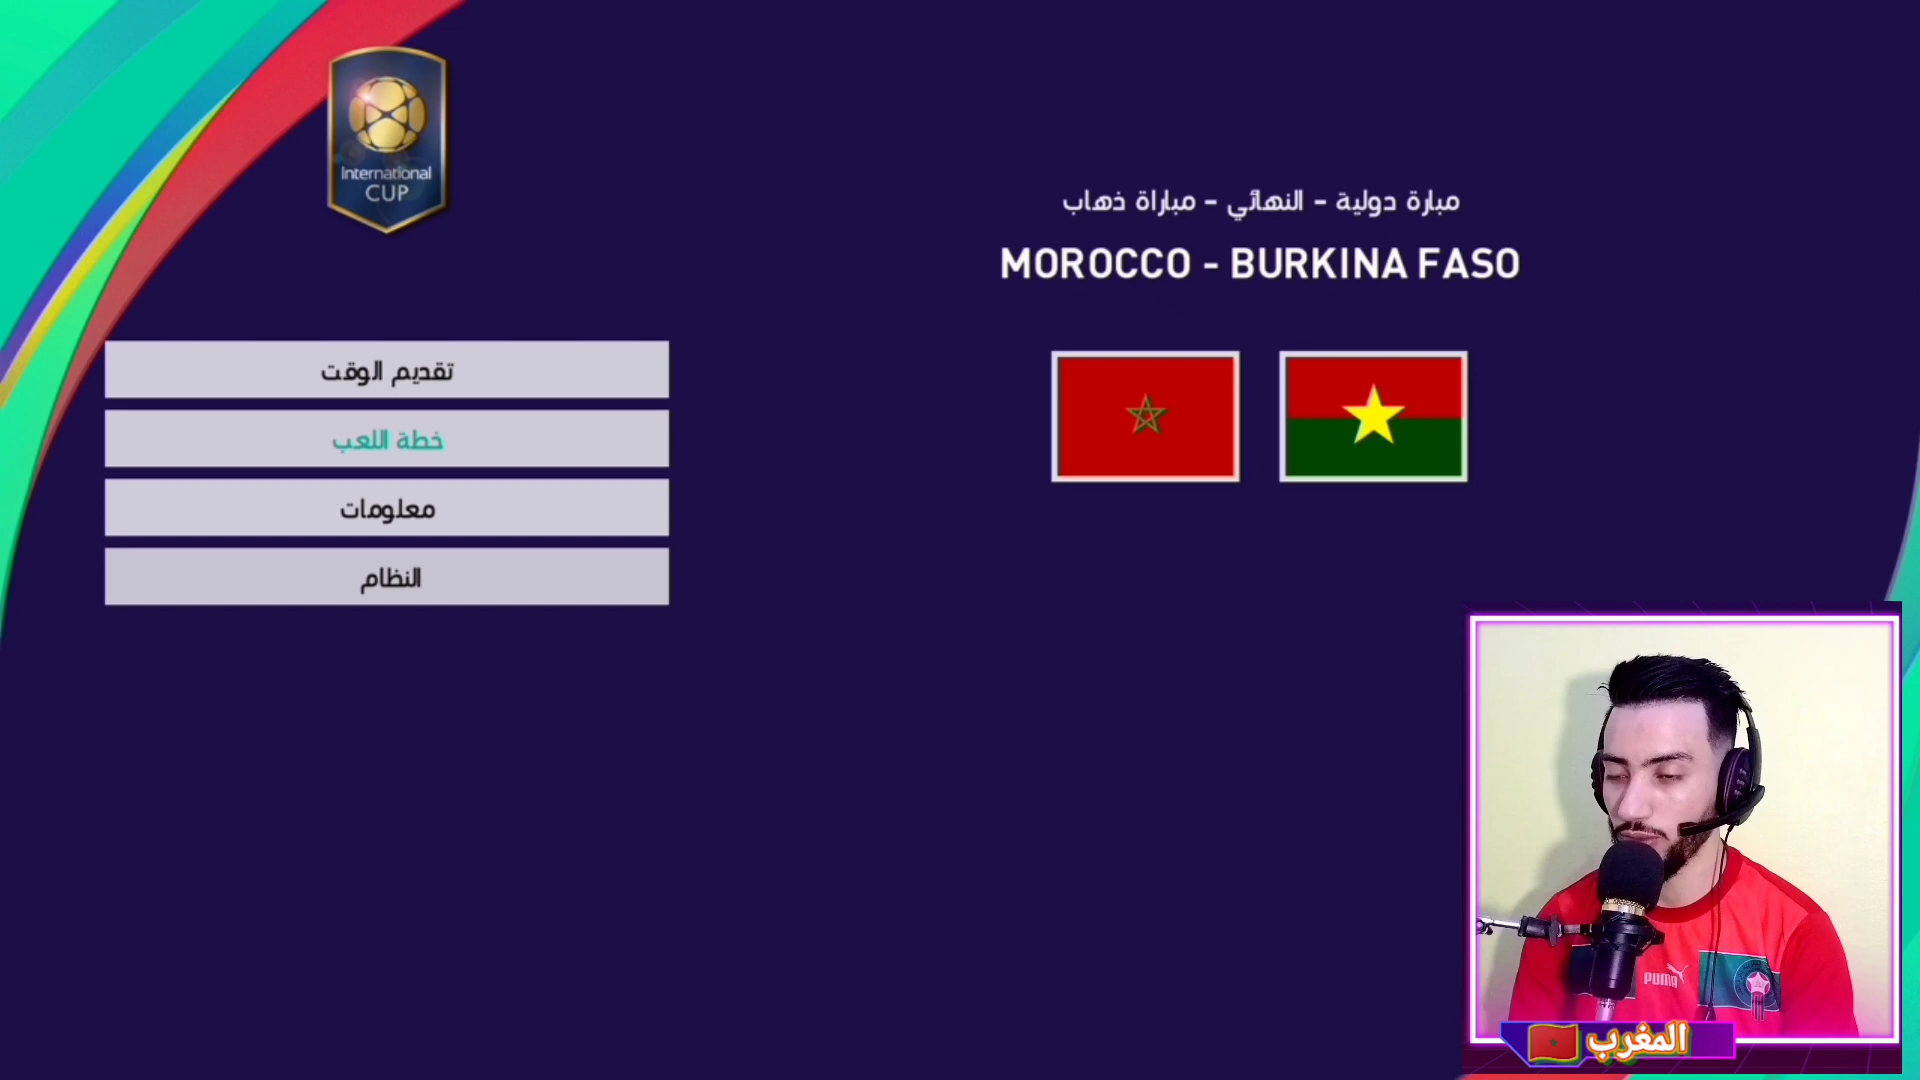 International
CUP
مبارة دولية - النهائي - مباراة ذهاب
MOROCCO - BURKINA FASO
تقديم الوقت
خطة اللعب
معلومات
النظام
PUMA
المغرب